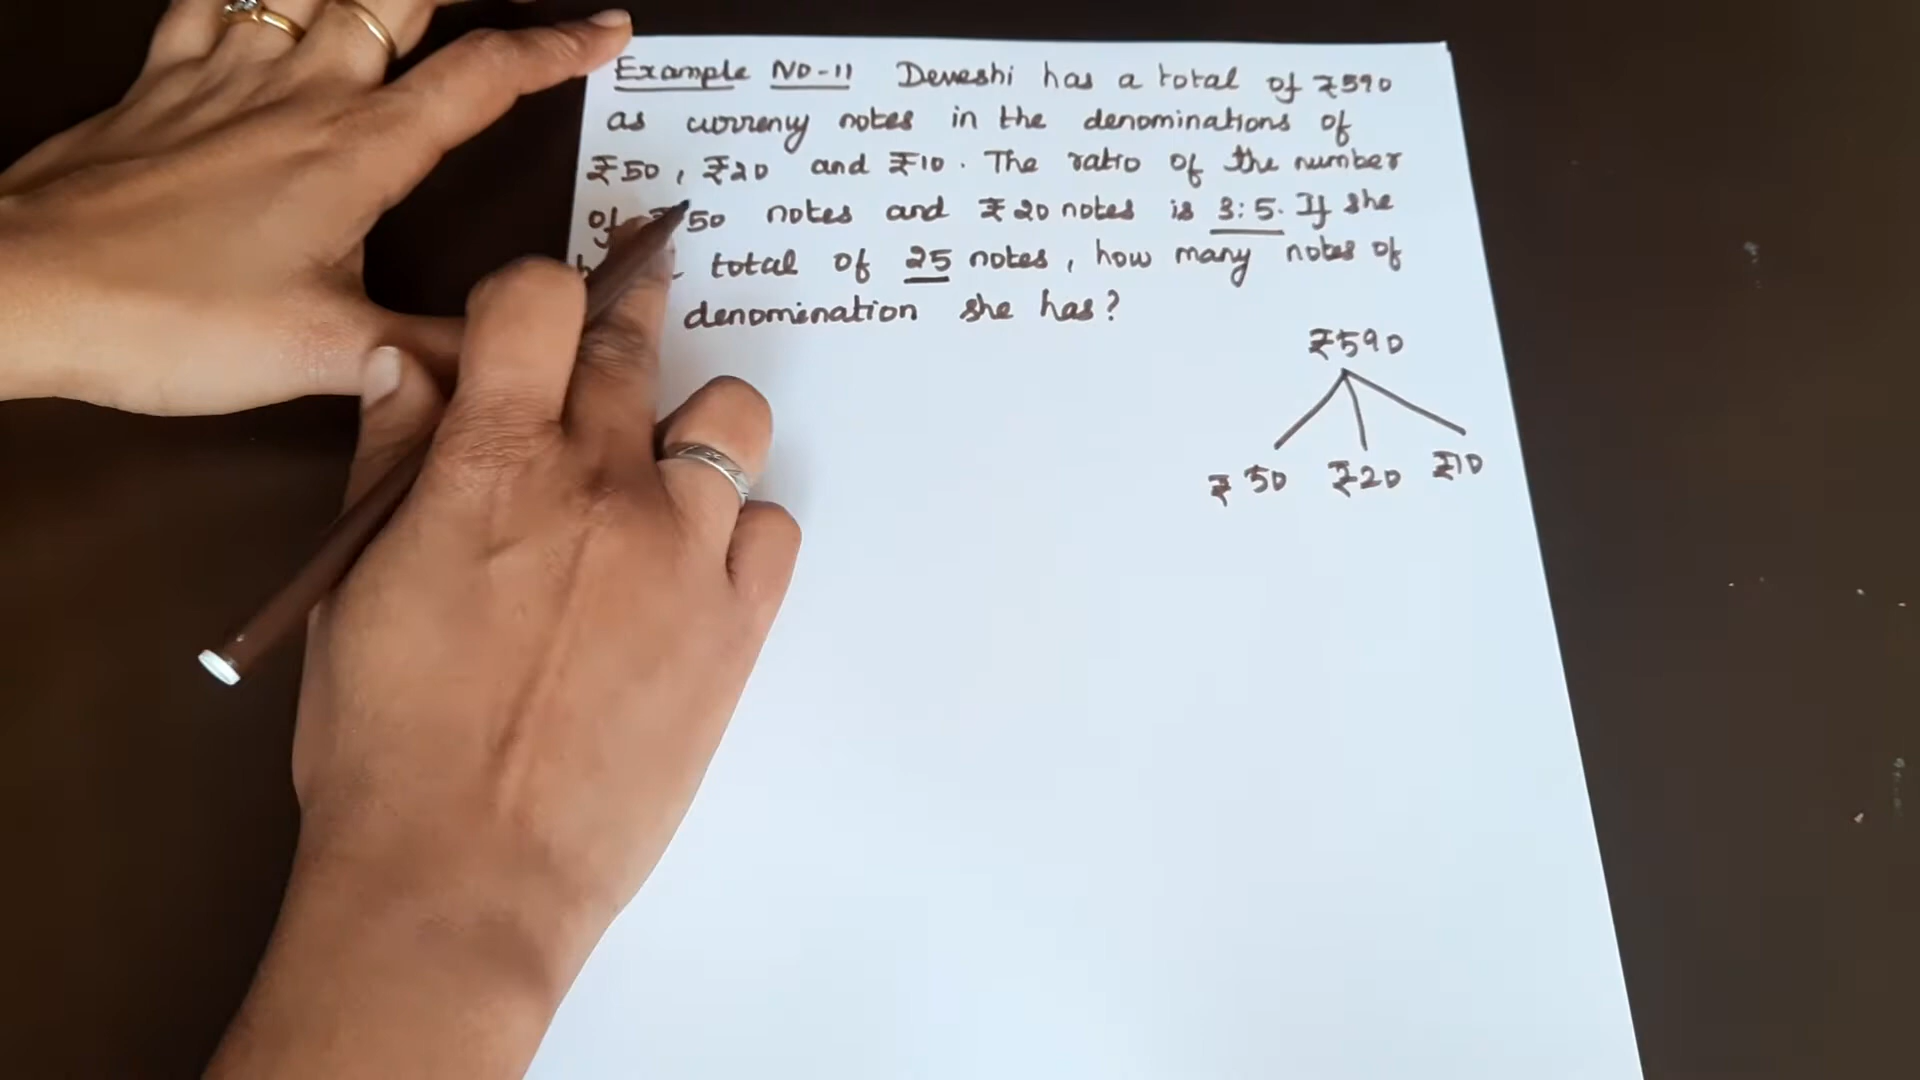 Example No-11 Deveshi has a total of ₹590
as curreny notes in the denominations of
₹50, ₹20 and ₹10. The ratio of the number
of ₹50 notes and ₹20 notes is 3:5. If she
total of 25 notes, how many notes of
denomination she has?
₹590
₹50 ₹20 ₹10